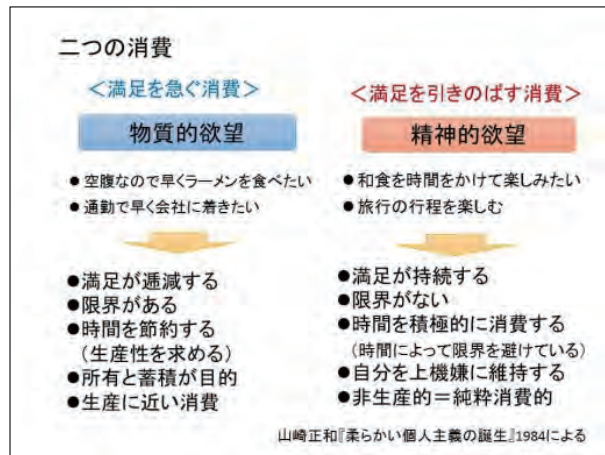 二つの消費
＜満足を急ぐ消費＞
物質的欲望
●空腹なので早くラーメンを食べたい
●通勤で早く会社に着きたい
●満足が逓減する
●限界がある
●時間を節約する
（生産性を求める）
●所有と蓄積が目的
●生産に近い消費
＜満足を引きのばす消費＞
精神的欲望
●和食を時間をかけて楽しみたい
●旅行の行程を楽しむ
●満足が持続する
●限界がない
●時間を積極的に消費する
（時間によって限界を避けている）
●自分を上機嫌に維持する
●非生産的＝純粋消費的
山崎正和『柔らかい個人主義の誕生』1984による